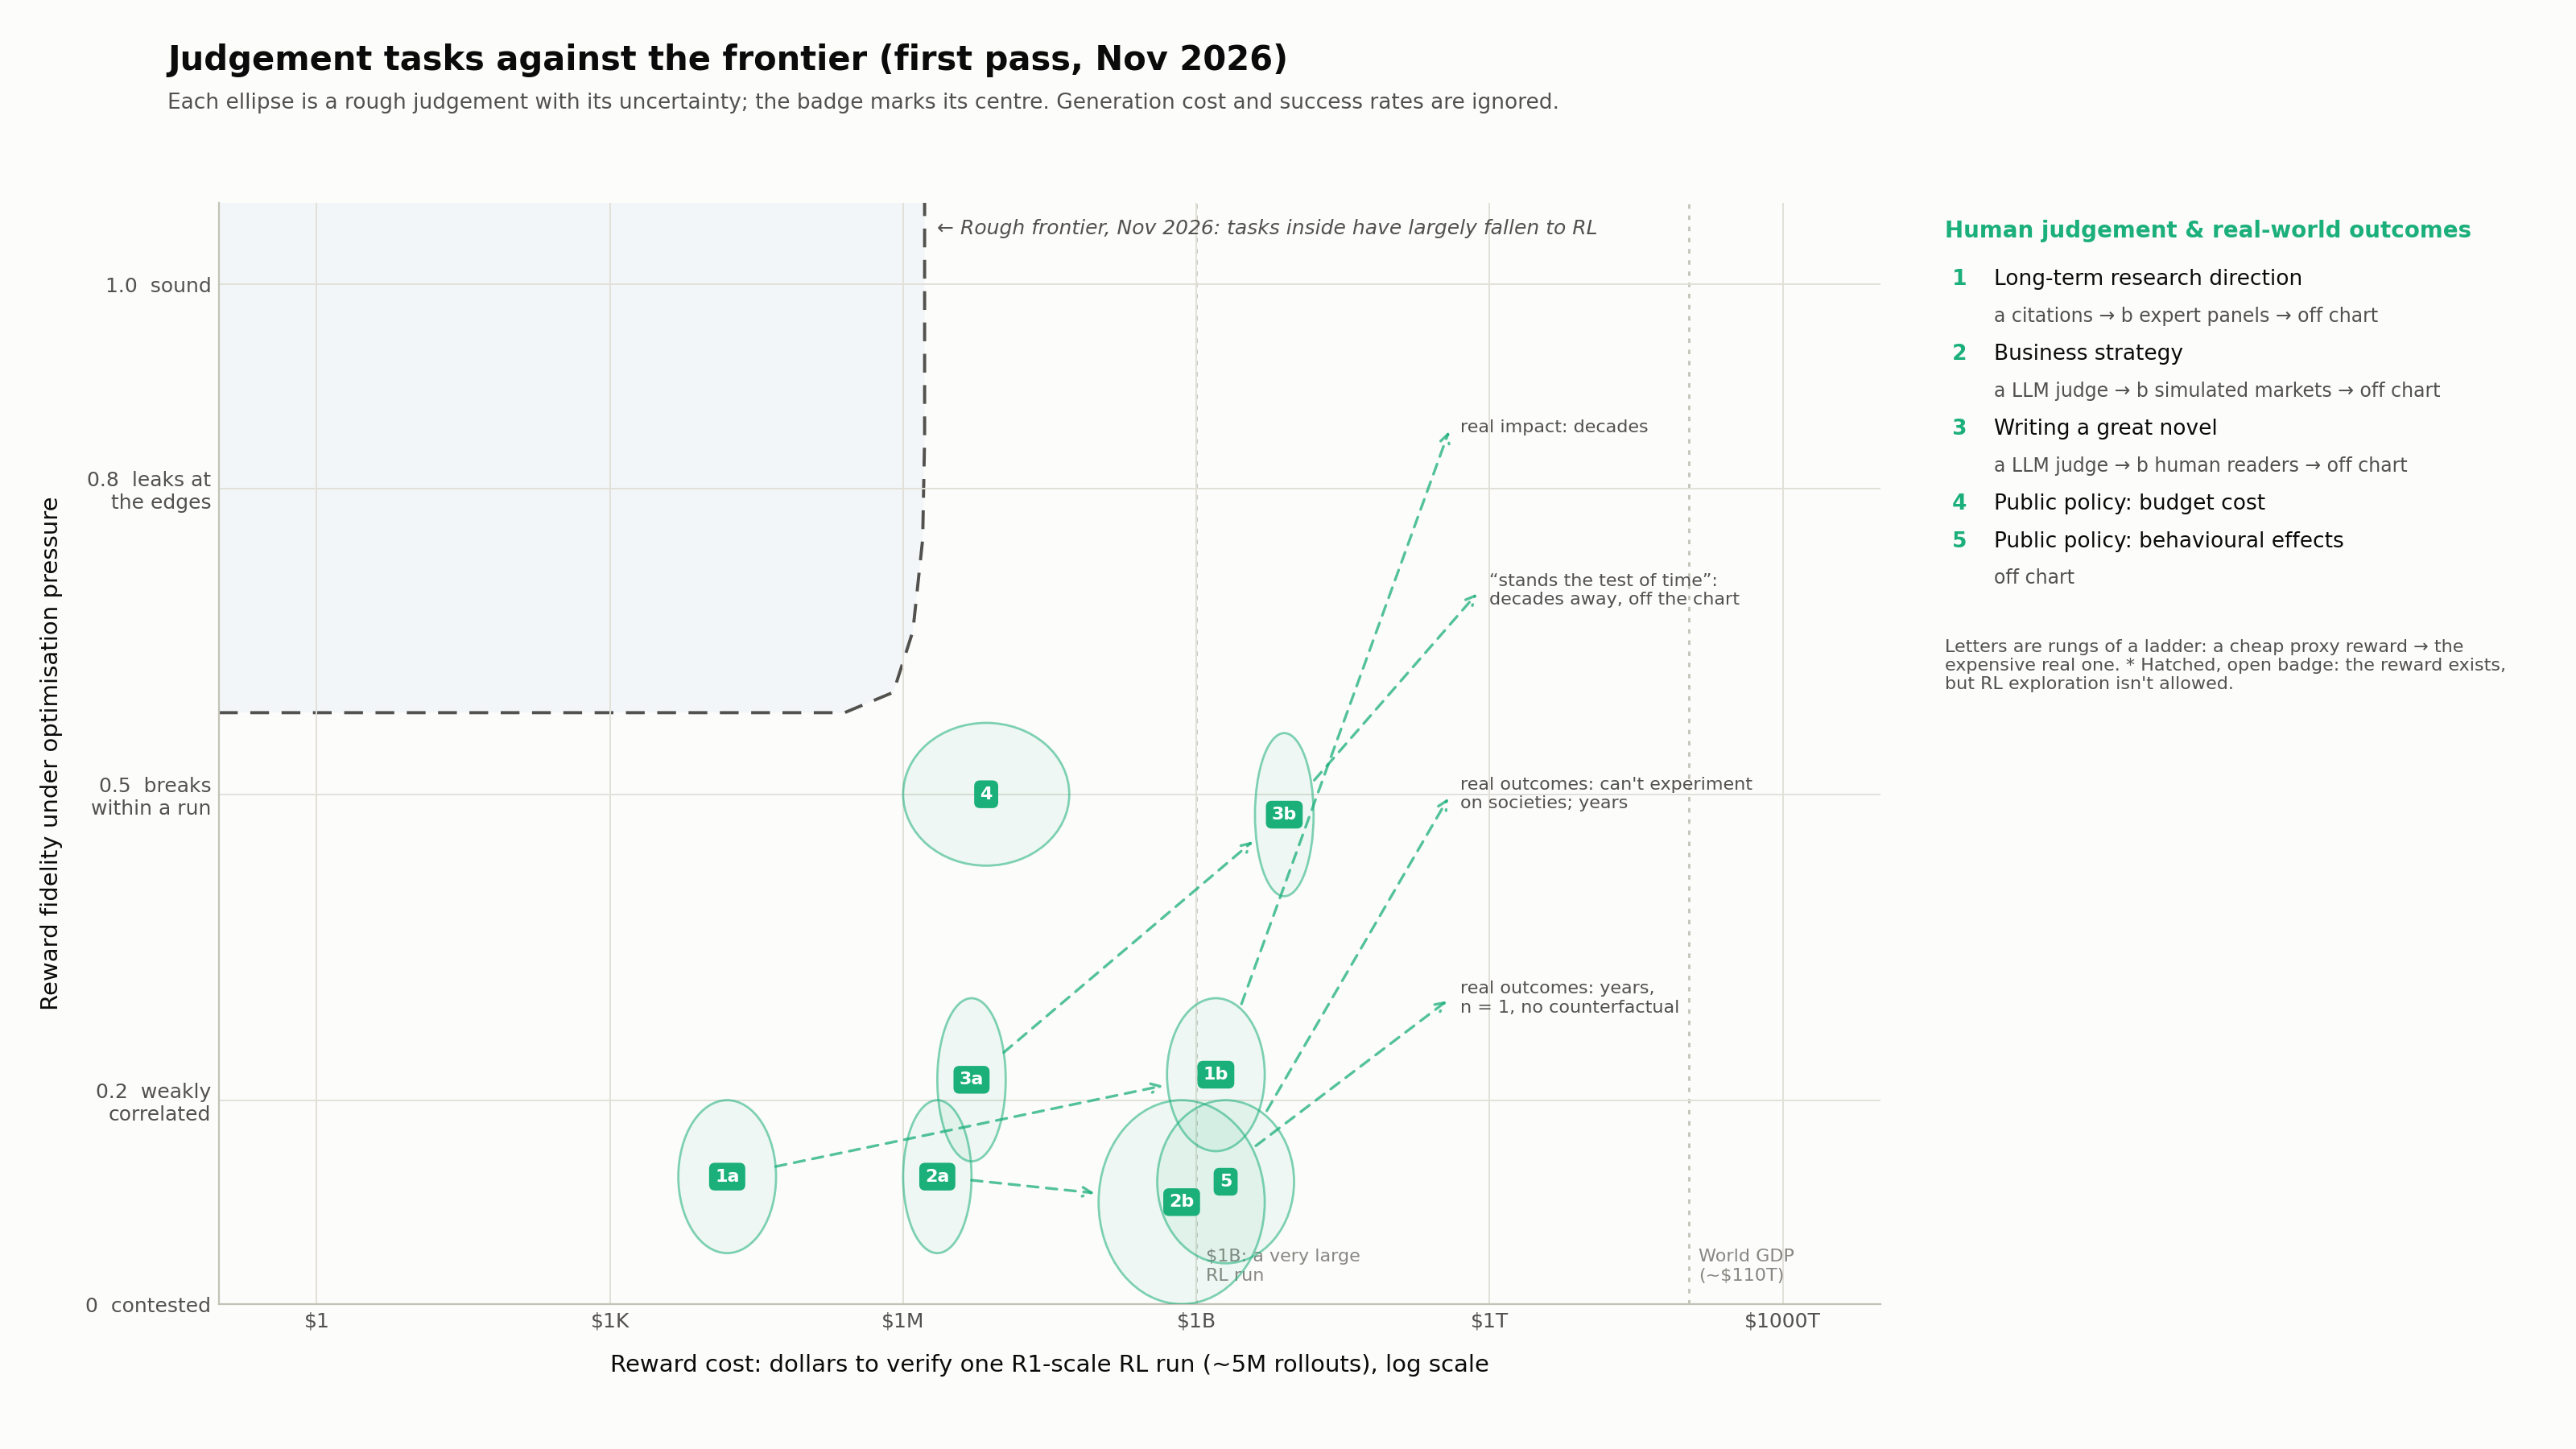 Judgement tasks against the frontier (first pass, Nov 2026)
Each ellipse is a rough judgement with its uncertainty; the badge marks its centre. Generation cost and success rates are ignored.
← Rough frontier, Nov 2026: tasks inside have largely fallen to RL
Reward fidelity under optimisation pressure
1.0 sound
0.8 leaks at
the edges
0.5 breaks
within a run
0.2 weakly
correlated
0 contested
real impact: decades
“stands the test of time”:
decades away, off the chart
real outcomes: can't experiment
on societies; years
real outcomes: years,
n = 1, no counterfactual
4
3b
3a
1b
1a
2a
5
2b
$1B: a very large
RL run
World GDP
(~$110T)
$1
$1K
$1M
$1B
$1T
$1000T
Reward cost: dollars to verify one R1-scale RL run (~5M rollouts), log scale
Human judgement & real-world outcomes
1 Long-term research direction
a citations → b expert panels → off chart
2 Business strategy
a LLM judge → b simulated markets → off chart
3 Writing a great novel
a LLM judge → b human readers → off chart
4 Public policy: budget cost
5 Public policy: behavioural effects
off chart
Letters are rungs of a ladder: a cheap proxy reward → the
expensive real one. * Hatched, open badge: the reward exists,
but RL exploration isn't allowed.